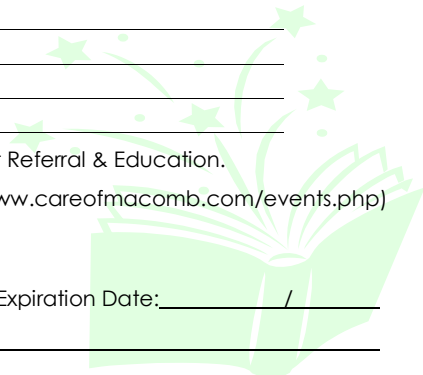 Referral & Education.
ww.careofmacomb.com/events.php)
Expiration Date: /